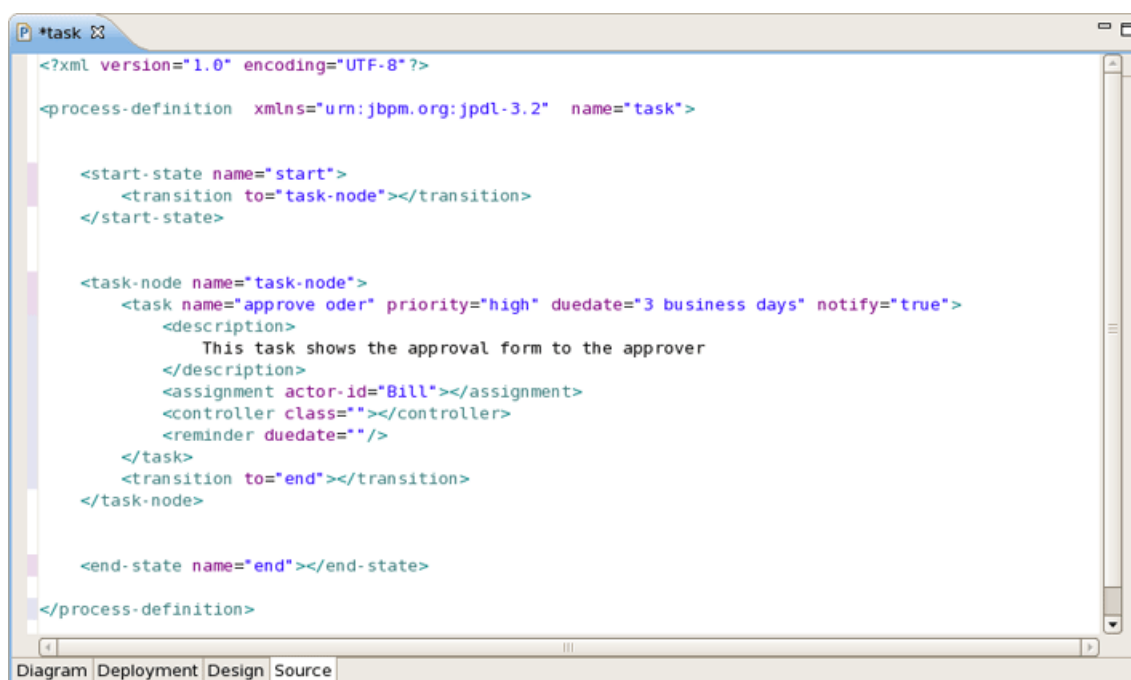 *task
<?xml version="1.0" encoding="UTF-8"?>
<process-definition  xmlns="urn:jbpm.org:jpdl-3.2"  name="task">
<start-state name="start">
<transition to="task-node"></transition>
</start-state>
<task-node name="task-node">
<task name="approve oder" priority="high" duedate="3 business days" notify="true">
<description>
This task shows the approval form to the approver
</description>
<assignment actor-id="Bill"></assignment>
<controller class=""></controller>
<reminder duedate=""/>
</task>
<transition to="end"></transition>
</task-node>
<end-state name="end"></end-state>
</process-definition>
Diagram Deployment Design Source